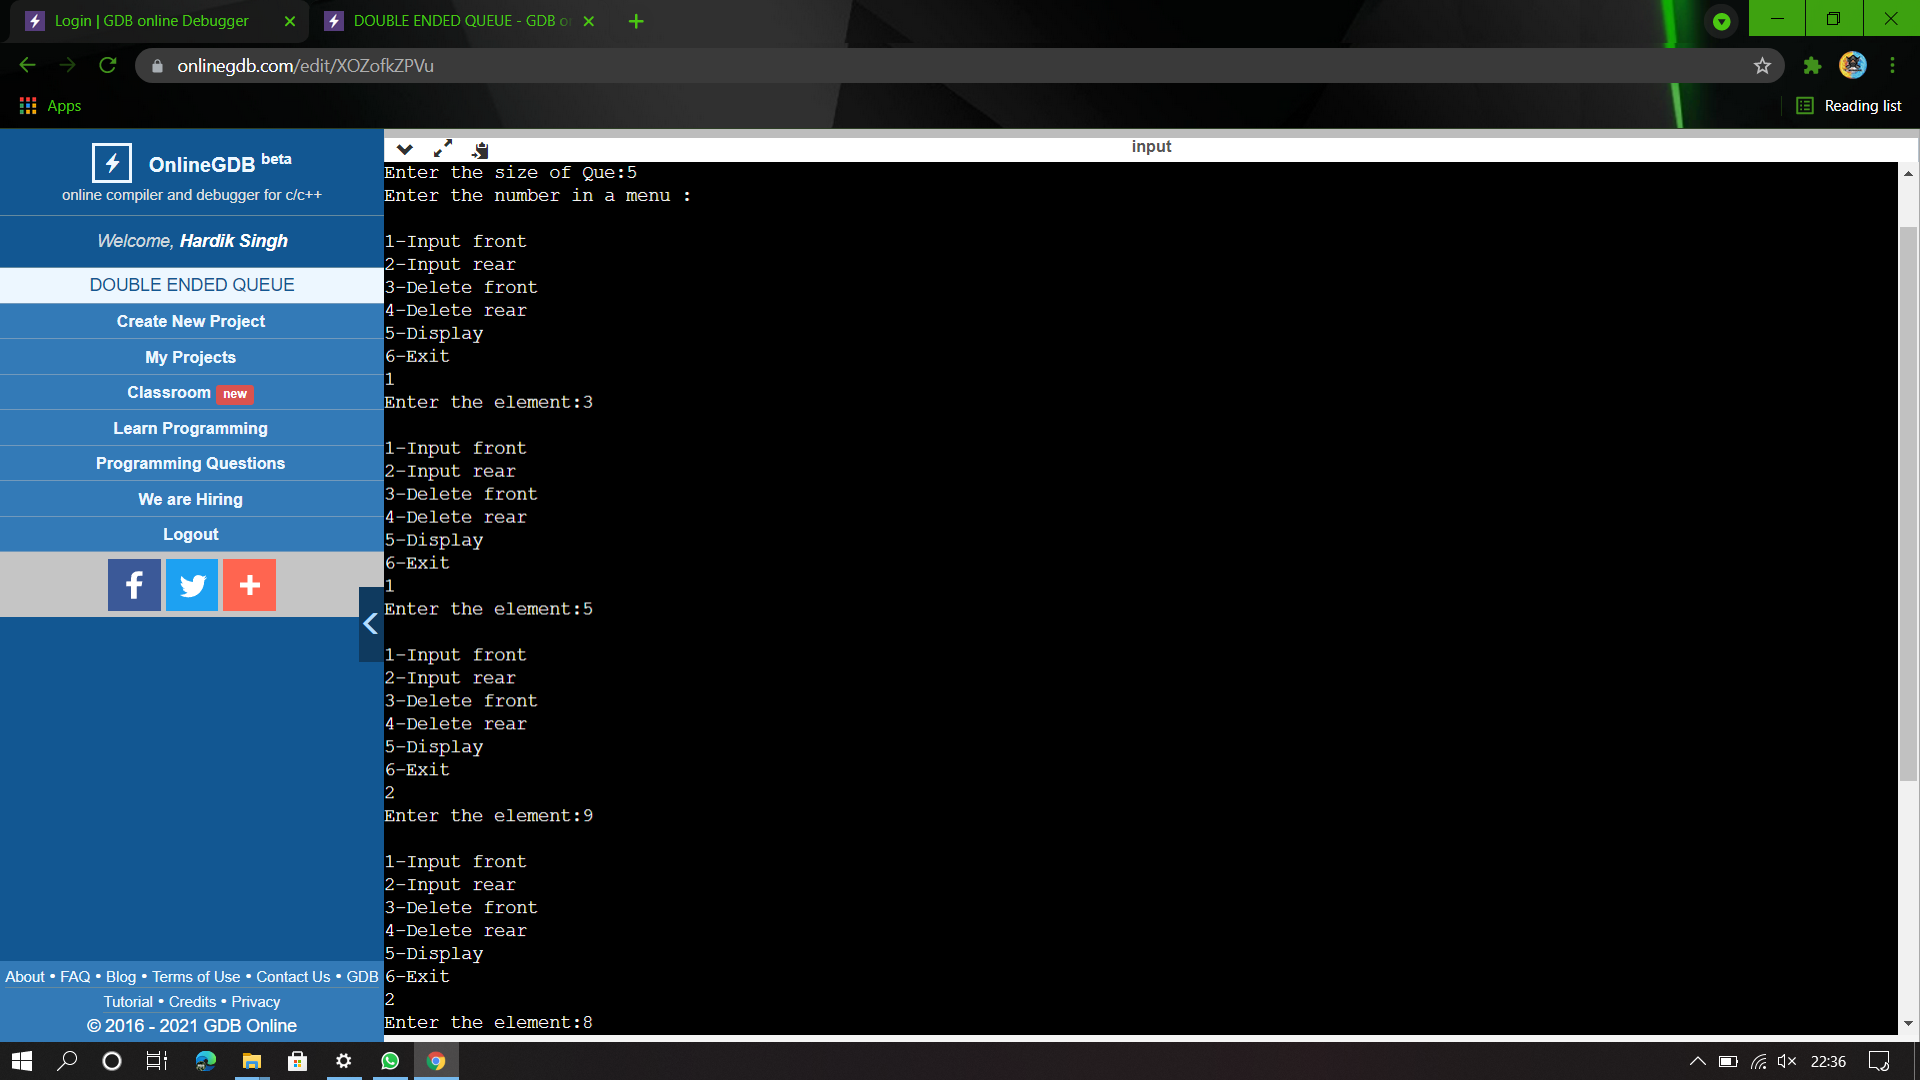 Login | GDB online Debugger
DOUBLE ENDED QUEUE - GDB o
onlinegdb.com/edit/XOZofkZPVu
Apps
Reading list
OnlineGDB beta
online compiler and debugger for c/c++
Welcome, Hardik Singh
DOUBLE ENDED QUEUE
Create New Project
My Projects
Classroom new
Learn Programming
Programming Questions
We are Hiring
Logout
About • FAQ • Blog • Terms of Use • Contact Us • GDB
Tutorial • Credits • Privacy
© 2016 - 2021 GDB Online
input
Enter the size of Que:5
Enter the number in a menu :
1-Input front
2-Input rear
3-Delete front
4-Delete rear
5-Display
6-Exit
1
Enter the element:3
1-Input front
2-Input rear
3-Delete front
4-Delete rear
5-Display
6-Exit
1
Enter the element:5
1-Input front
2-Input rear
3-Delete front
4-Delete rear
5-Display
6-Exit
2
Enter the element:9
1-Input front
2-Input rear
3-Delete front
4-Delete rear
5-Display
6-Exit
2
Enter the element:8
22:36